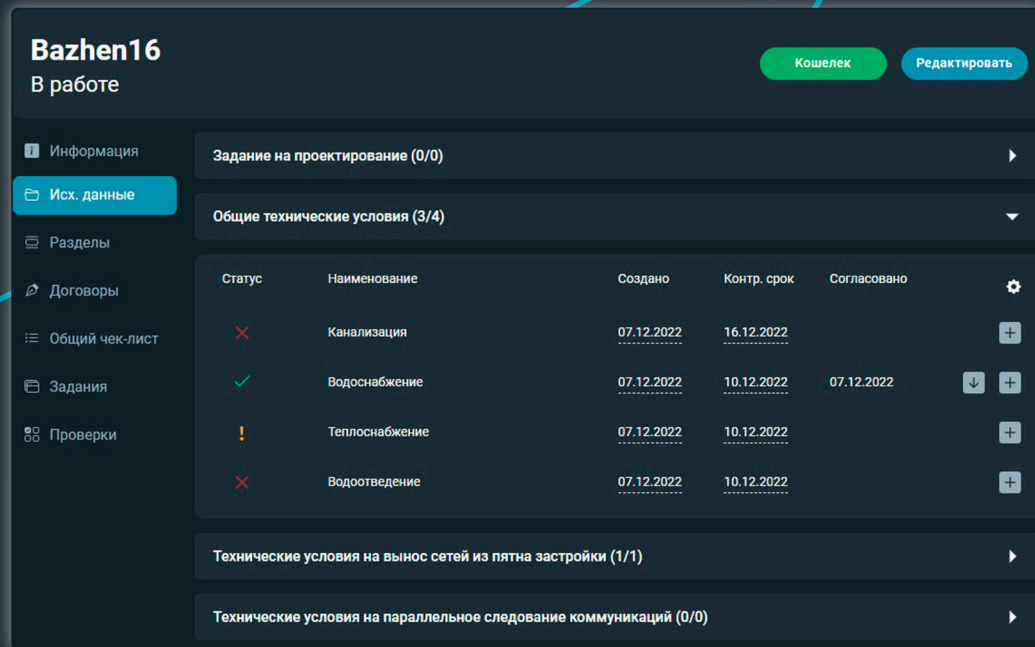 Bazhen16
В работе
Кошелек
Редактировать
Информация
Исх. данные
Разделы
Договоры
Общий чек-лист
Задания
Проверки
Задание на проектирование (0/0)
Общие технические условия (3/4)
Статус Наименование Создано Контр. срок Согласовано
Канализация 07.12.2022 16.12.2022
Водоснабжение 07.12.2022 10.12.2022 07.12.2022
Теплоснабжение 07.12.2022 10.12.2022
Водоотведение 07.12.2022 10.12.2022
Технические условия на вынос сетей из пятна застройки (1/1)
Технические условия на параллельное следование коммуникаций (0/0)